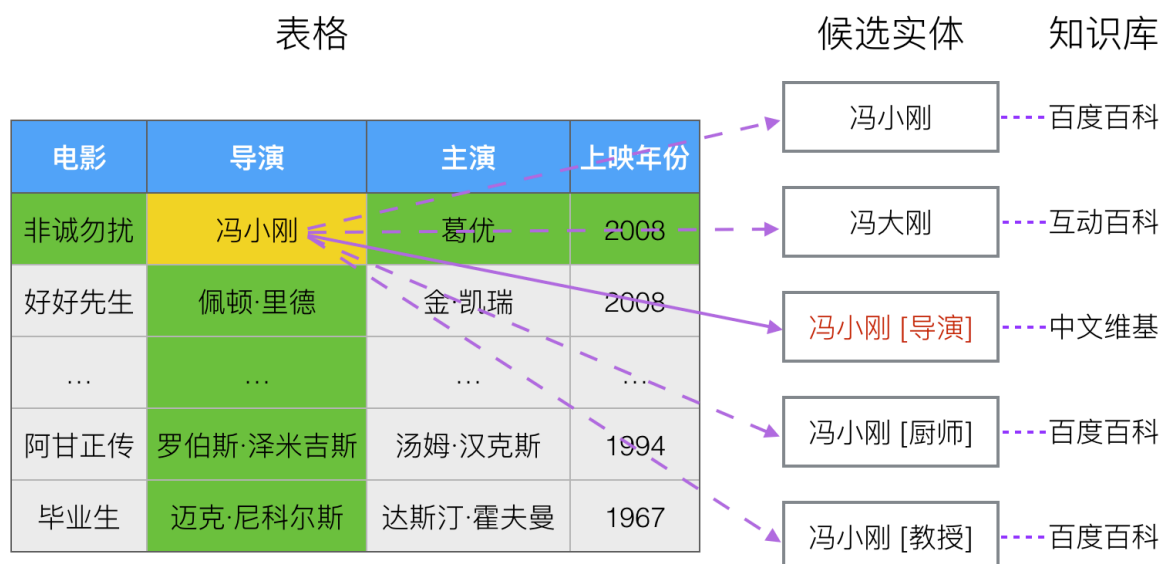 表格 候选实体 知识库
电影 导演 主演 上映年份
非诚勿扰 冯小刚 葛优 2008
好好先生 佩顿·里德 金·凯瑞 2008
… … … …
阿甘正传 罗伯斯·泽米吉斯 汤姆·汉克斯 1994
毕业生 迈克·尼科尔斯 达斯汀·霍夫曼 1967
冯小刚 百度百科
冯大刚 互动百科
冯小刚 [导演] 中文维基
冯小刚 [厨师] 百度百科
冯小刚 [教授] 百度百科